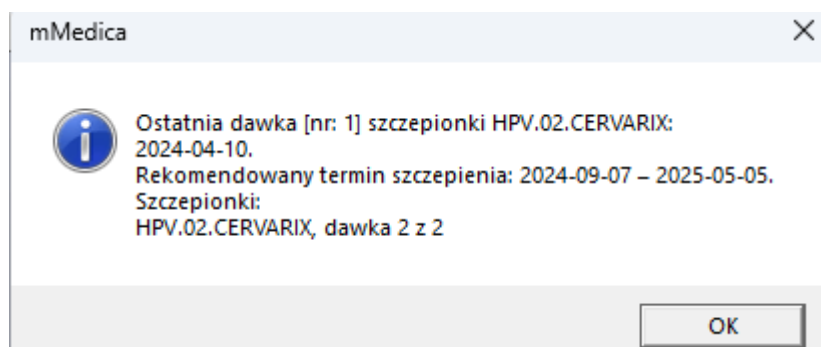 mMedica
Ostatnia dawka [nr: 1] szczepionki HPV.02.CERVARIX:
2024-04-10.
Rekomendowany termin szczepienia: 2024-09-07 – 2025-05-05.
Szczepionki:
HPV.02.CERVARIX, dawka 2 z 2
OK